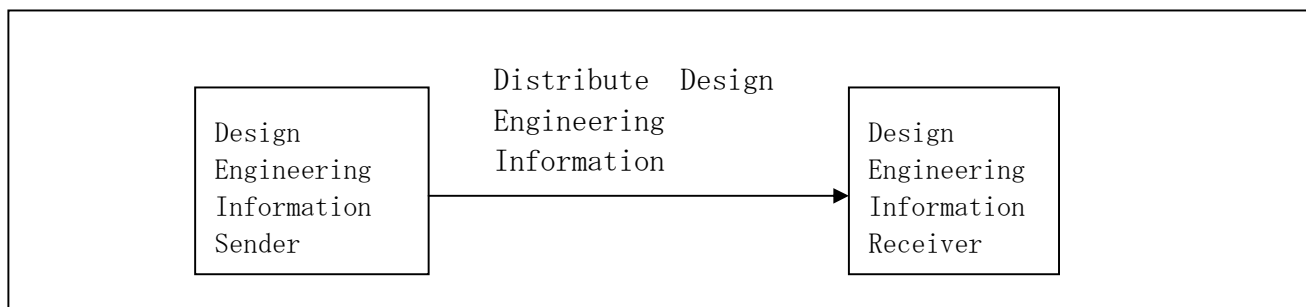 Distribute Design
Engineering
Information
Design
Engineering
Information
Sender
Design
Engineering
Information
Receiver